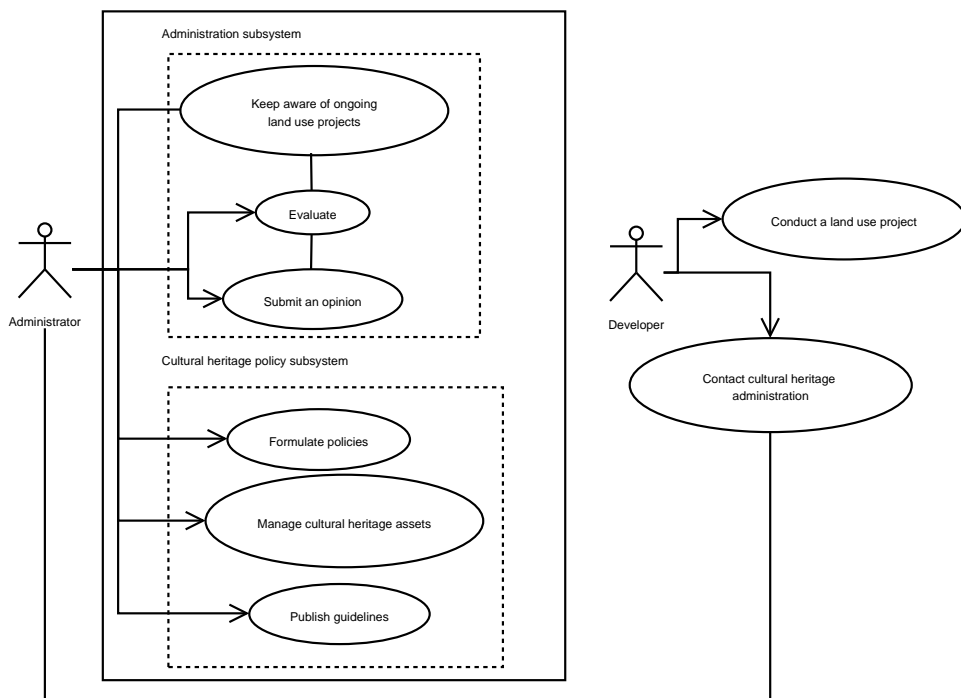 Administration subsystem
Keep aware of ongoing
land use projects
Evaluate
Submit an opinion
Administrator
Cultural heritage policy subsystem
Formulate policies
Manage cultural heritage assets
Publish guidelines
Conduct a land use project
Developer
Contact cultural heritage
administration